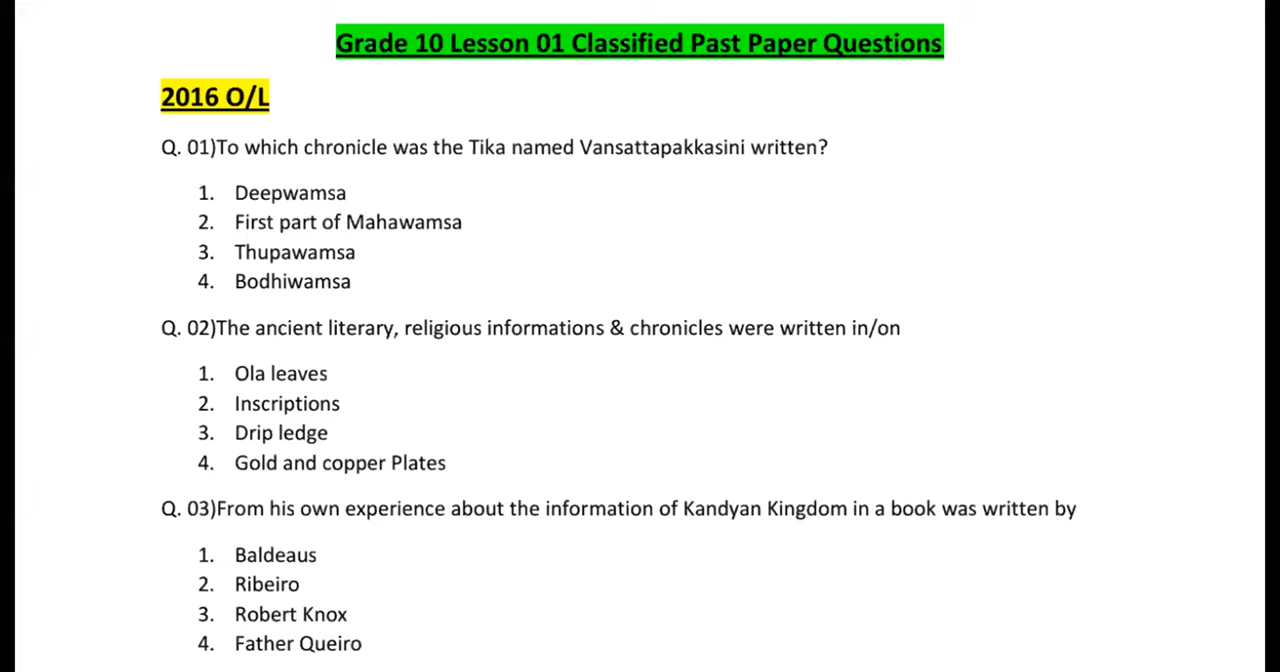 Grade 10 Lesson 01 Classified Past Paper Questions
2016 O/L
Q. 01)To which chronicle was the Tika named Vansattapakkasini written?
1. Deepwamsa
2. First part of Mahawamsa
3. Thupawamsa
4. Bodhiwamsa
Q. 02)The ancient literary, religious informations & chronicles were written in/on
1. Ola leaves
2. Inscriptions
3. Drip ledge
4. Gold and copper Plates
Q. 03)From his own experience about the information of Kandyan Kingdom in a book was written by
1. Baldeaus
2. Ribeiro
3. Robert Knox
4. Father Queiro